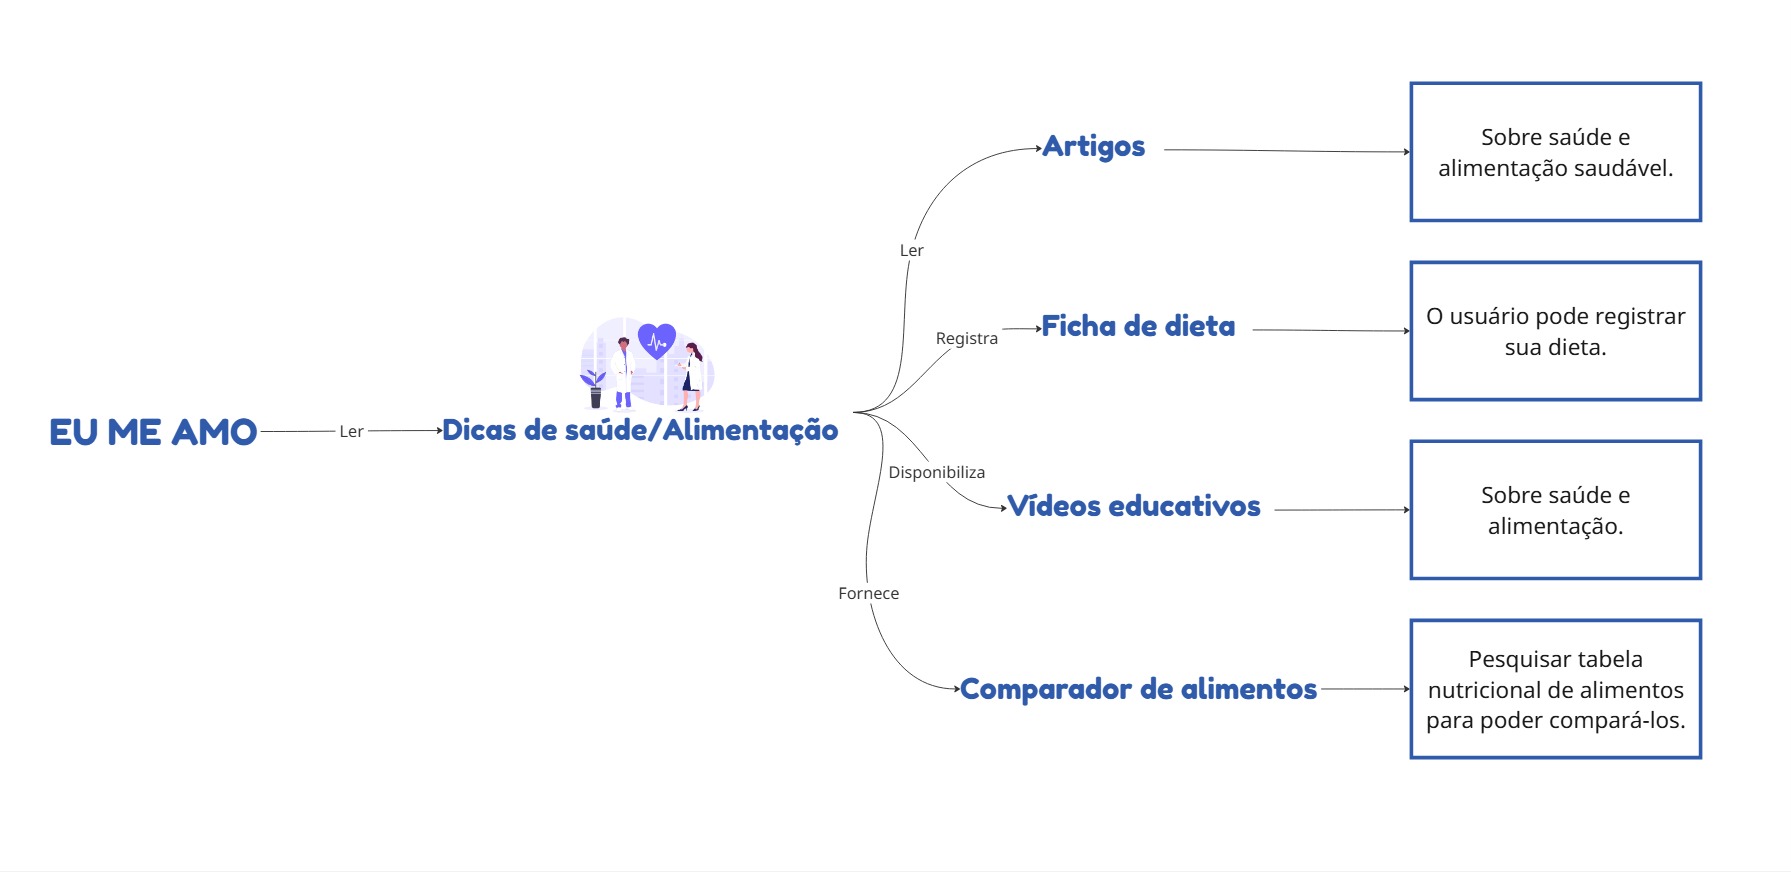 EU ME AMO
Ler
Dicas de saúde/Alimentação
Ler
Artigos
Sobre saúde e
alimentação saudável.
Registra
Ficha de dieta
O usuário pode registrar
sua dieta.
Disponibiliza
Vídeos educativos
Sobre saúde e
alimentação.
Fornece
Comparador de alimentos
Pesquisar tabela
nutricional de alimentos
para poder compará-los.